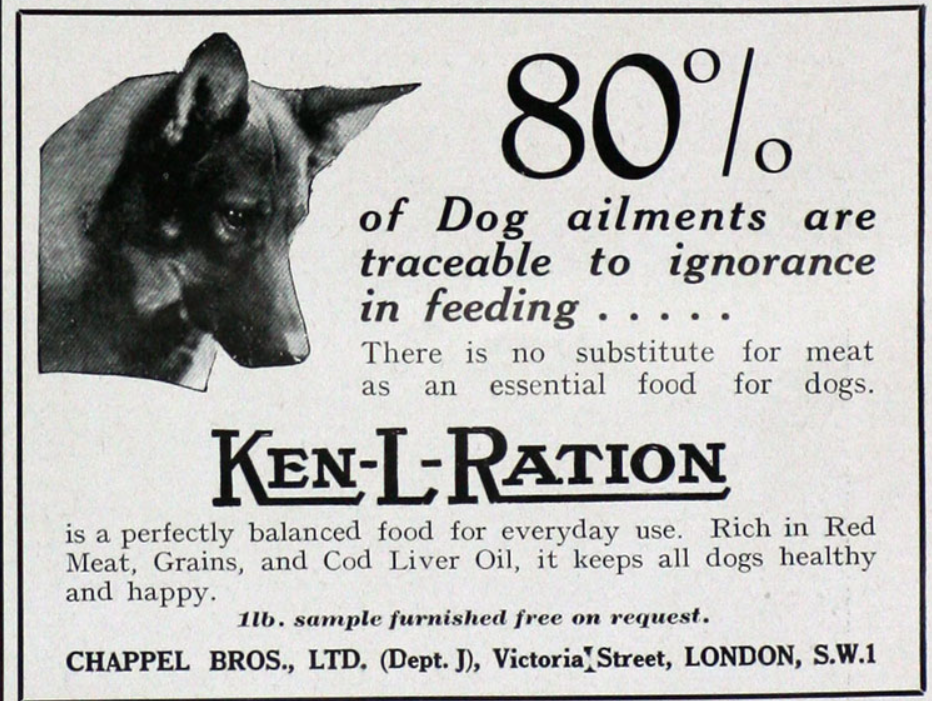 80%
of Dog ailments are
traceable to ignorance
in feeding . . . . .
There is no substitute for meat
as an essential food for dogs.
KEN-L-RATION
is a perfectly balanced food for everyday use. Rich in Red
Meat, Grains, and Cod Liver Oil, it keeps all dogs healthy
and happy.
1lb. sample furnished free on request.
CHAPPEL BROS., LTD. (Dept. J), Victoria Street, LONDON, S.W.1